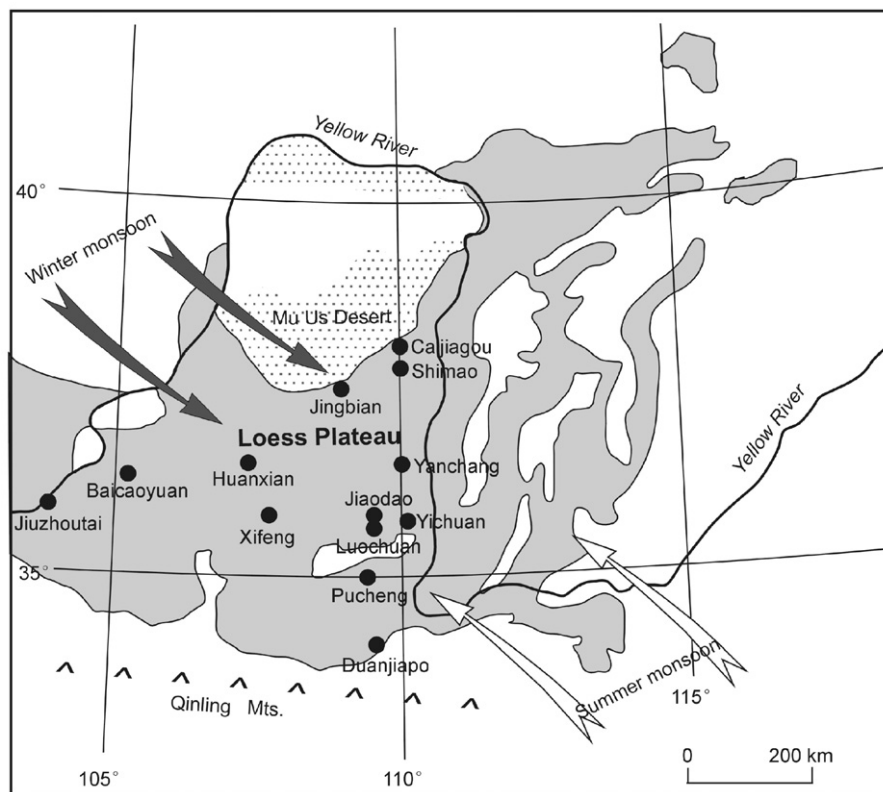 Yellow River
40°
Winter monsoon
Mu Us Desert
Caijiagou
Shimao
Jingbian
Loess Plateau
Yellow River
Huanxian
Yanchang
Baicaoyuan
Jiaodao
Jiuzhoutai
Xifeng
Yichuan
Luochuan
35°
Pucheng
Duanjiapo
Summer monsoon
Qinling Mts.
115°
0 200 km
105°
110°